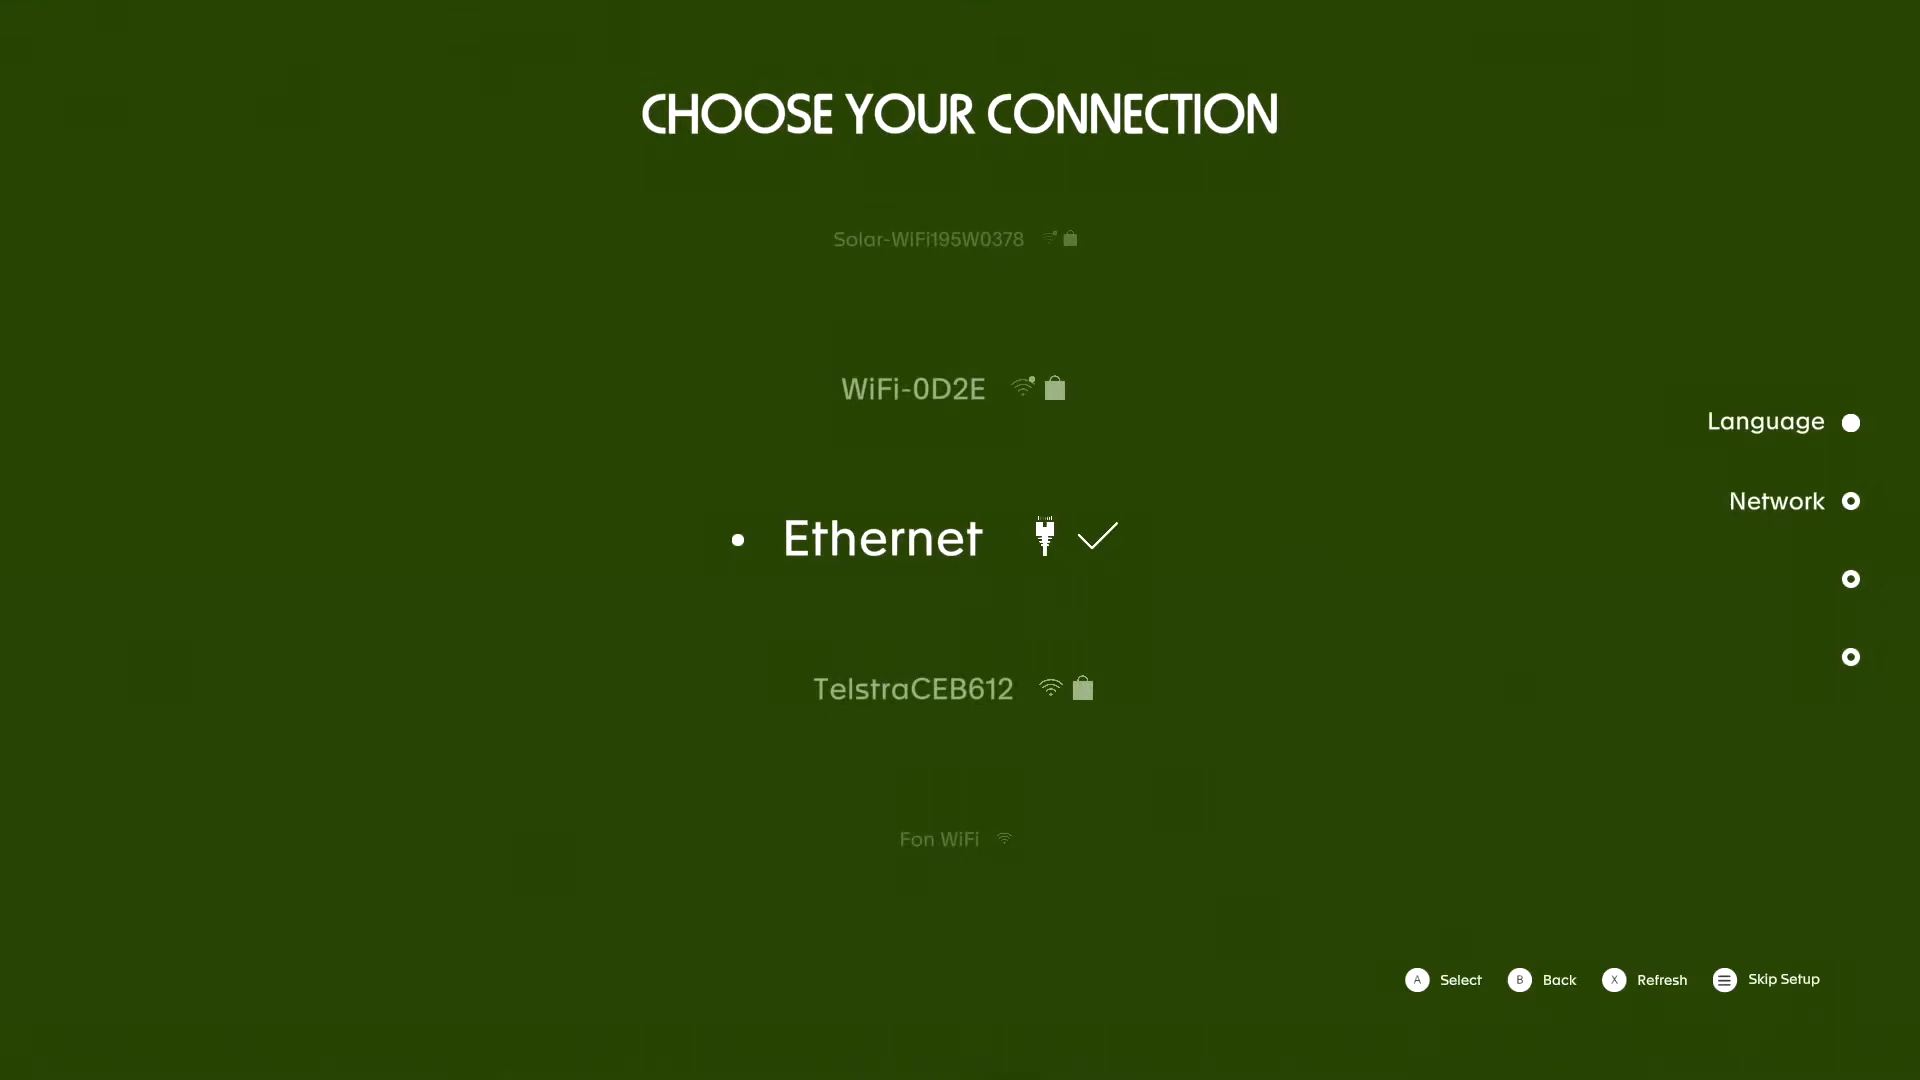 CHOOSE YOUR CONNECTION
Solar-WiFi195W0378
WiFi-0D2E
Ethernet
TelstraCEB612
Fon WiFi
Language
Network
A Select B Back X Refresh Skip Setup